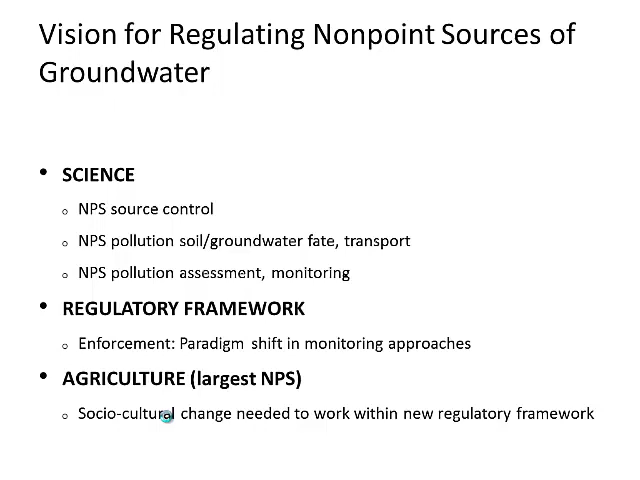 Vision for Regulating Nonpoint Sources of
Groundwater
• SCIENCE
o NPS source control
o NPS pollution soil/groundwater fate, transport
o NPS pollution assessment, monitoring
• REGULATORY FRAMEWORK
o Enforcement: Paradigm shift in monitoring approaches
• AGRICULTURE (largest NPS)
o Socio-cultural change needed to work within new regulatory framework